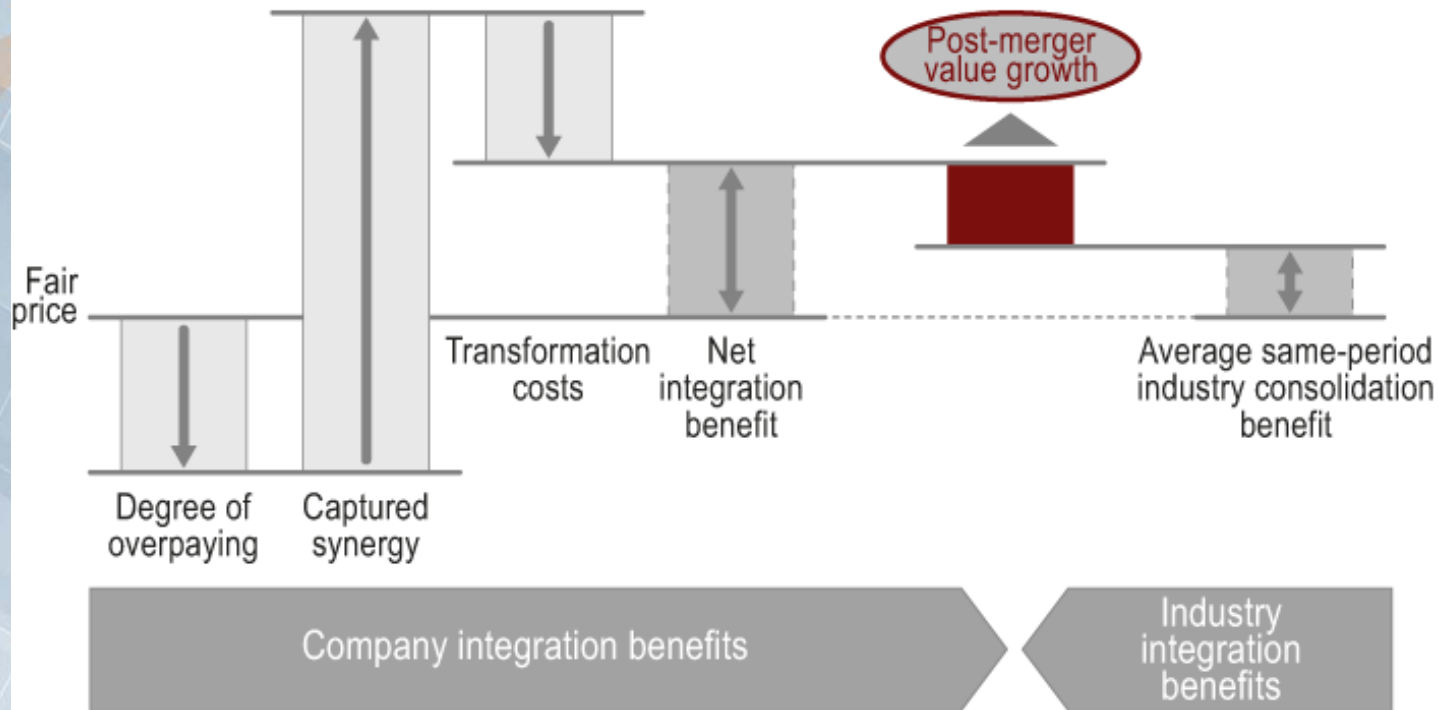 Post-merger
value growth
Fair
price
Transformation
costs
Net
integration
benefit
Average same-period
industry consolidation
benefit
Degree of
overpaying
Captured
synergy
Company integration benefits
Industry
integration
benefits